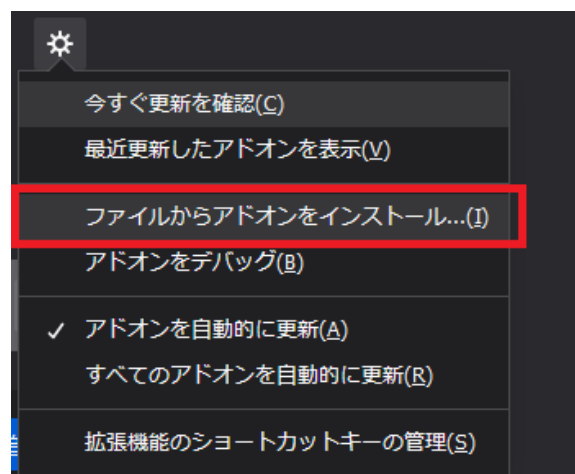 今すぐ更新を確認(C)
最近更新したアドオンを表示(V)
ファイルからアドオンをインストール...(I)
アドオンをデバッグ(B)
✓ アドオンを自動的に更新(A)
すべてのアドオンを自動的に更新(R)
拡張機能のショートカットキーの管理(S)